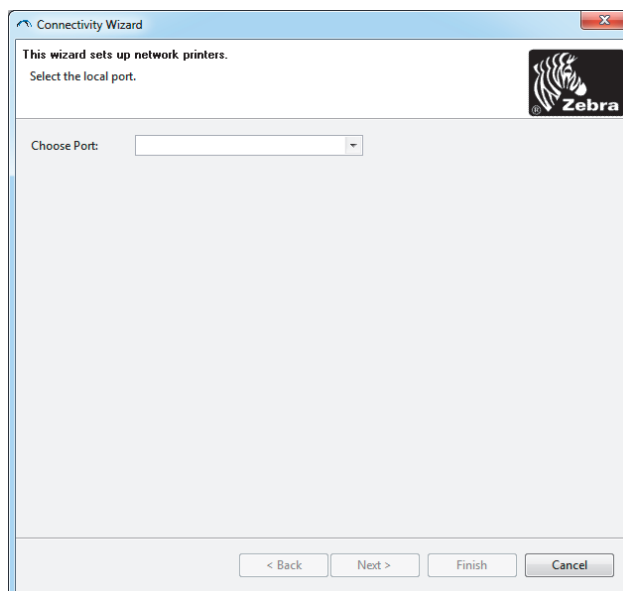 Connectivity Wizard
This wizard sets up network printers.
Select the local port.
® Zebra
Choose Port:
< Back Next > Finish Cancel